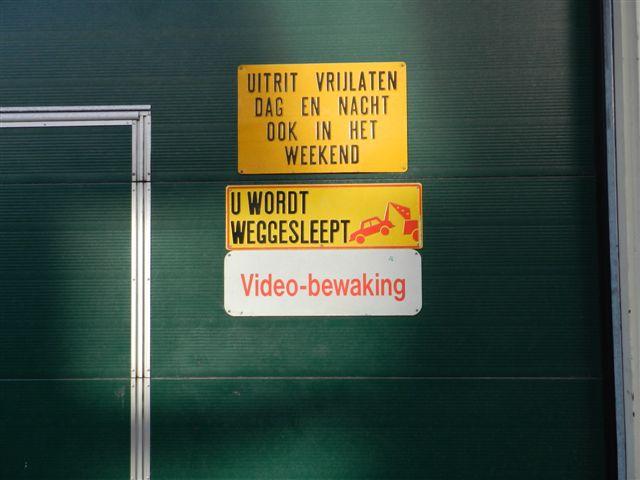 UITRIT VRIJLATEN
DAG EN NACHT
OOK IN HET
WEEKEND
U WORDT
WEGGESLEEPT
Video-bewaking